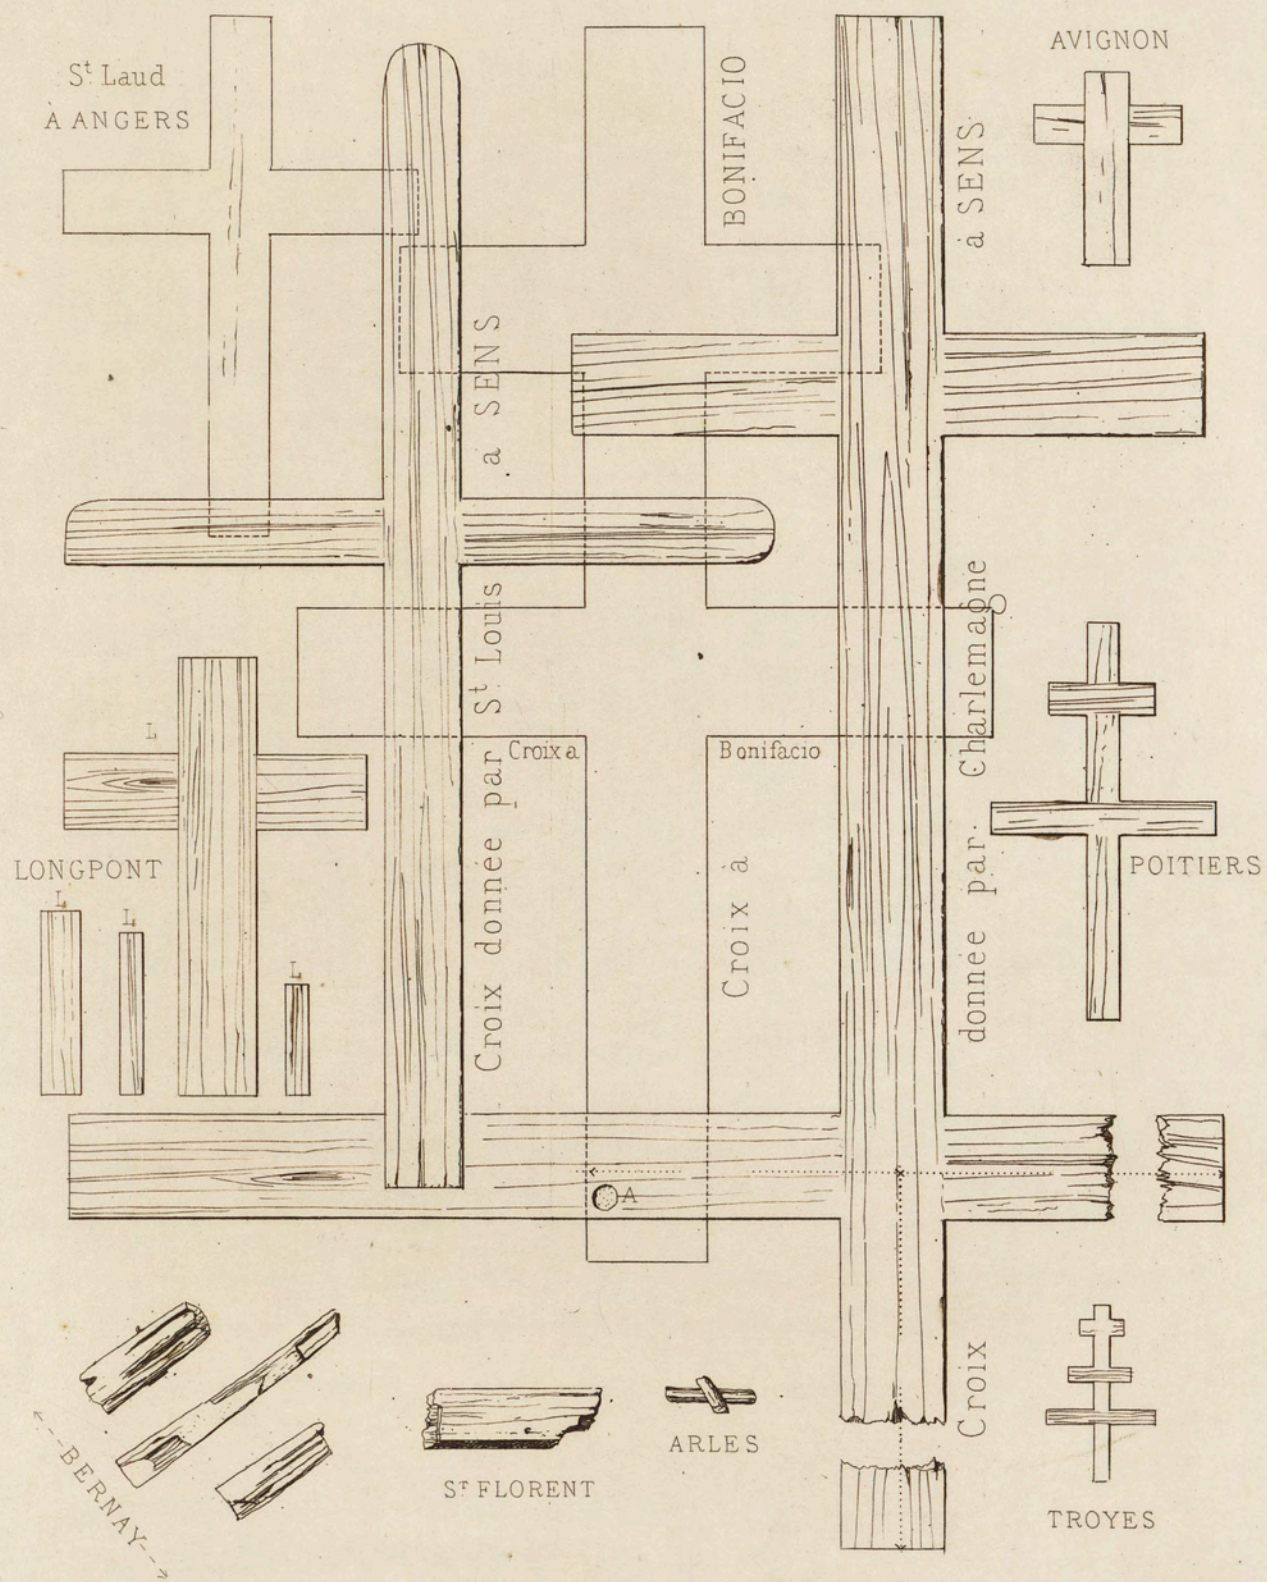 St Laud
À ANGERS
BONIFACIO
à SENS
AVIGNON
Croix donnée par St Louis a SENS
Croix a Bonifacio
Croix à
Croix donnée par Charlemagne
POITIERS
L
LONGPONT
L
L
L
A
BERNAY
ST FLORENT
ARLES
TROYES